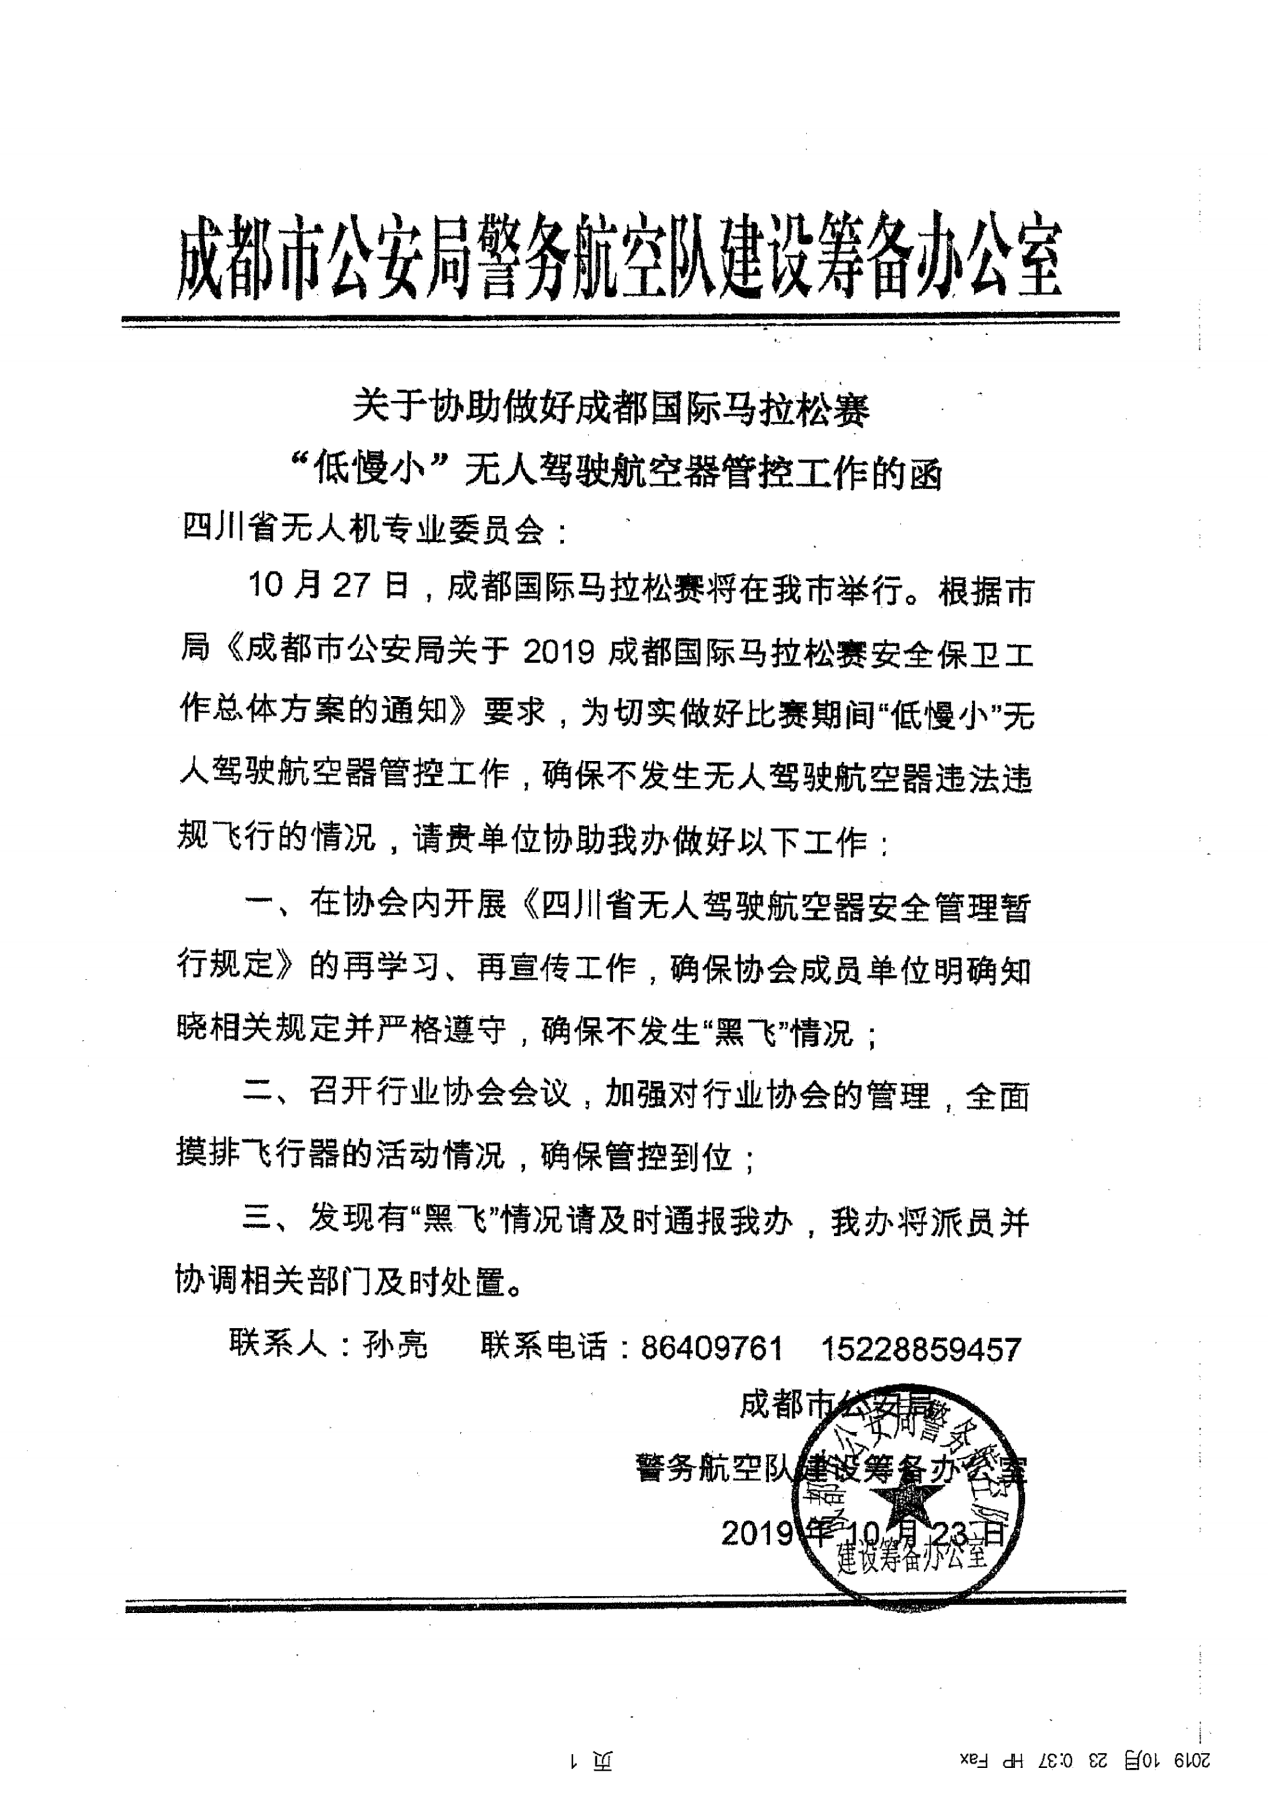 成都市公安局警务航空队建设筹备办公室
关于协助做好成都国际马拉松赛
“低慢小”无人驾驶航空器管控工作的函
四川省无人机专业委员会：
10月27日，成都国际马拉松赛将在我市举行。根据市
局《成都市公安局关于 2019 成都国际马拉松赛安全保卫工
作总体方案的通知》要求，为切实做好比赛期间“低慢小”无
人驾驶航空器管控工作，确保不发生无人驾驶航空器违法违
规飞行的情况，请贵单位协助我办做好以下工作：
一、在协会内开展《四川省无人驾驶航空器安全管理暂
行规定》的再学习、再宣传工作，确保协会成员单位明确知
晓相关规定并严格遵守，确保不发生“黑飞”情况；
二、召开行业协会会议，加强对行业协会的管理，全面
摸排飞行器的活动情况，确保管控到位；
三、发现有“黑飞”情况请及时通报我办，我办将派员并
协调相关部门及时处置。
联系人：孙亮 联系电话：86409761 15228859457
成都市公安局
警务航空队建设筹备办公室
2019年10月23日
成都市公安局警务航空队
建设筹备办公室
2019 10月 23 0:37 HP Fax
页 1